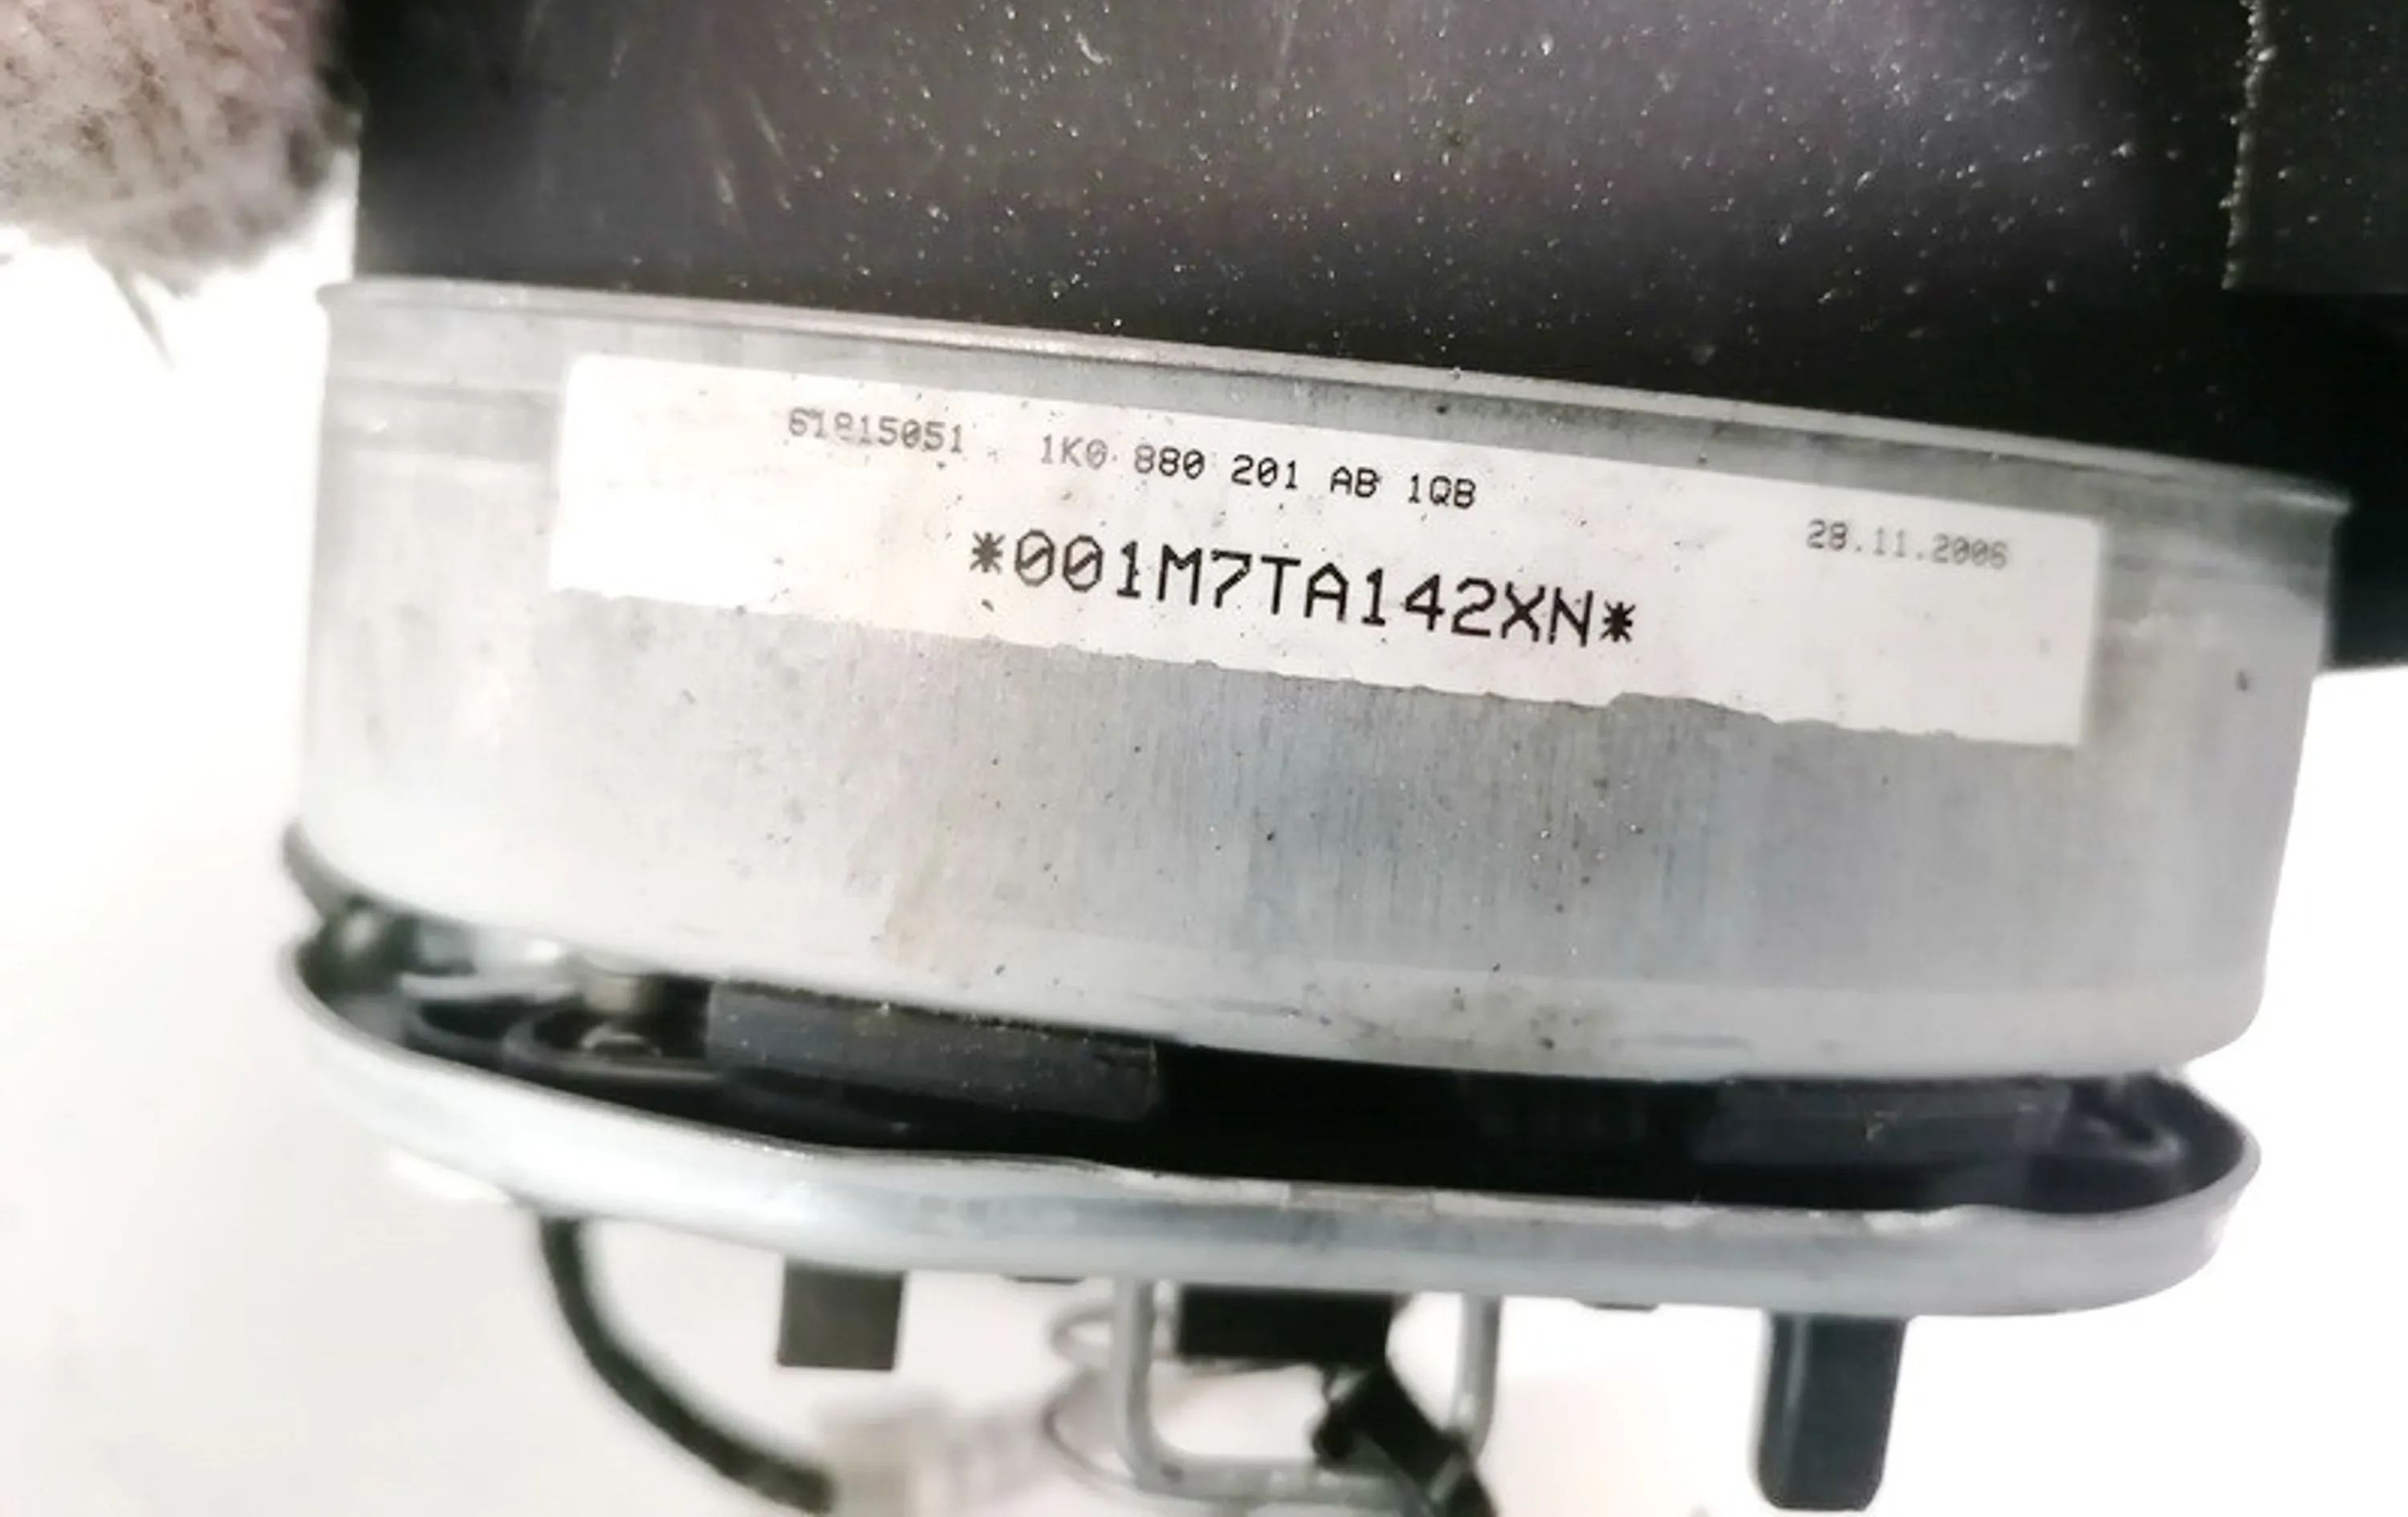 61815051 1K0 880 201 AB 1QB 28.11.2006
*001M7TA142XN*